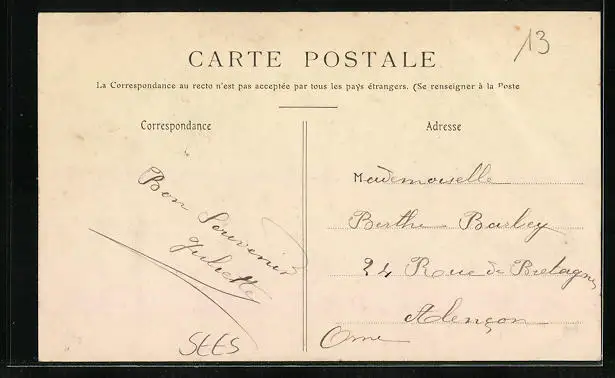 13
CARTE POSTALE
La Correspondance au recto n'est pas acceptée par tous les pays étrangers. (Se renseigner à la Poste
Correspondance
Bon Souvenir
Juliette
SEES
Adresse
Mademoiselle
Berthe Barbey
24 Rue de Bretagne
Alençon
Orne